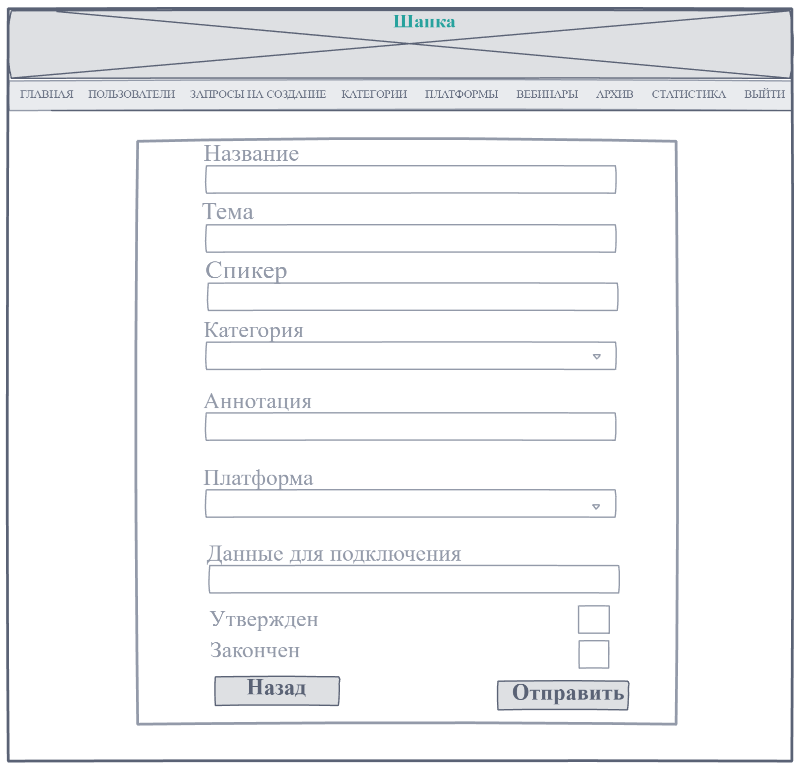 Шапка
ГЛАВНАЯ ПОЛЬЗОВАТЕЛИ ЗАПРОСЫ НА СОЗДАНИЕ КАТЕГОРИИ ПЛАТФОРМЫ ВЕБИНАРЫ АРХИВ СТАТИСТИКА ВЫЙТИ
Название
Тема
Спикер
Категория
Аннотация
Платформа
Данные для подключения
Утвержден
Закончен
Назад Отправить